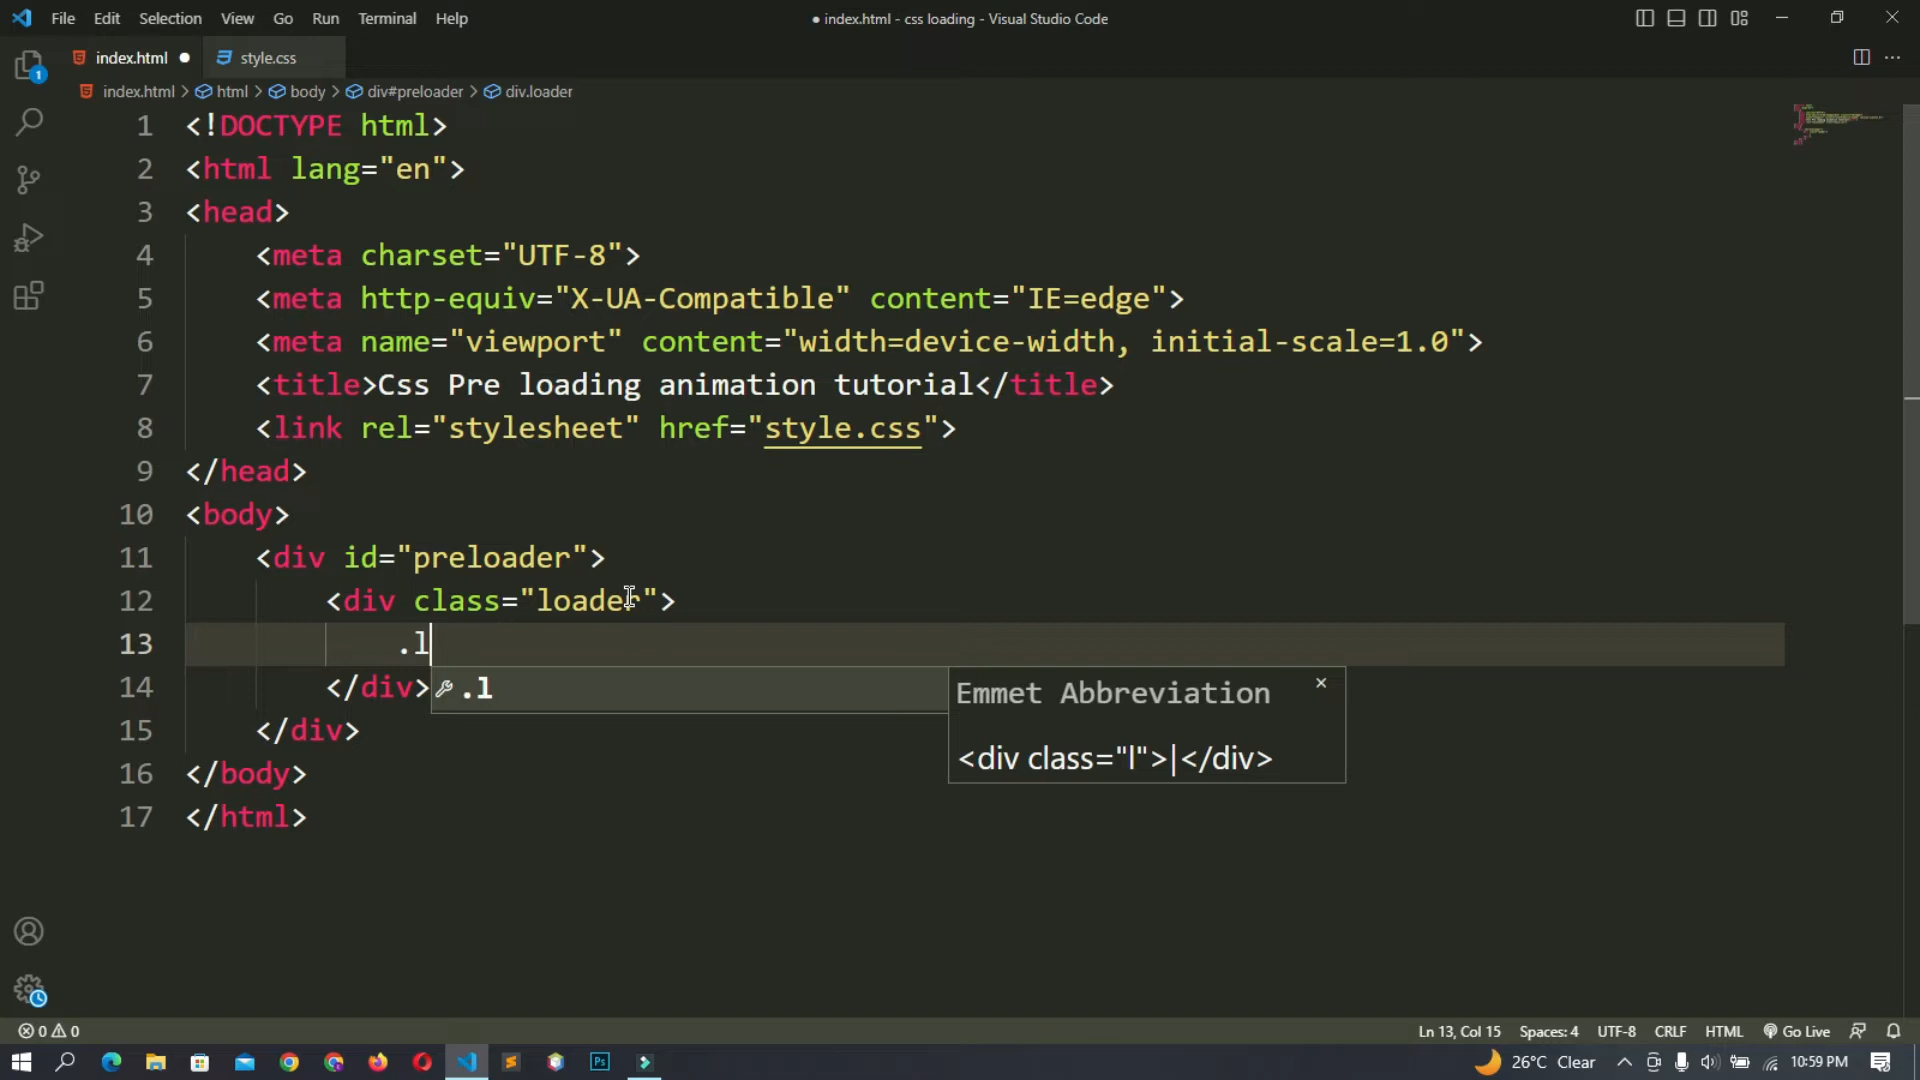 File Edit Selection View Go Run Terminal Help
● index.html - css loading - Visual Studio Code
index.html ● style.css
index.html > html > body > div#preloader > div.loader
1 <!DOCTYPE html>
2 <html lang="en">
3 <head>
4 <meta charset="UTF-8">
5 <meta http-equiv="X-UA-Compatible" content="IE=edge">
6 <meta name="viewport" content="width=device-width, initial-scale=1.0">
7 <title>Css Pre loading animation tutorial</title>
8 <link rel="stylesheet" href="style.css">
9 </head>
10 <body>
11 <div id="preloader">
12 <div class="loader">
13 .l
14 </div>
.l
Emmet Abbreviation ×
<div class="l">|</div>
15 </div>
16 </body>
17 </html>
1
0 0
Ln 13, Col 15 Spaces: 4 UTF-8 CRLF HTML Go Live
Ps
26°C Clear
10:59 PM